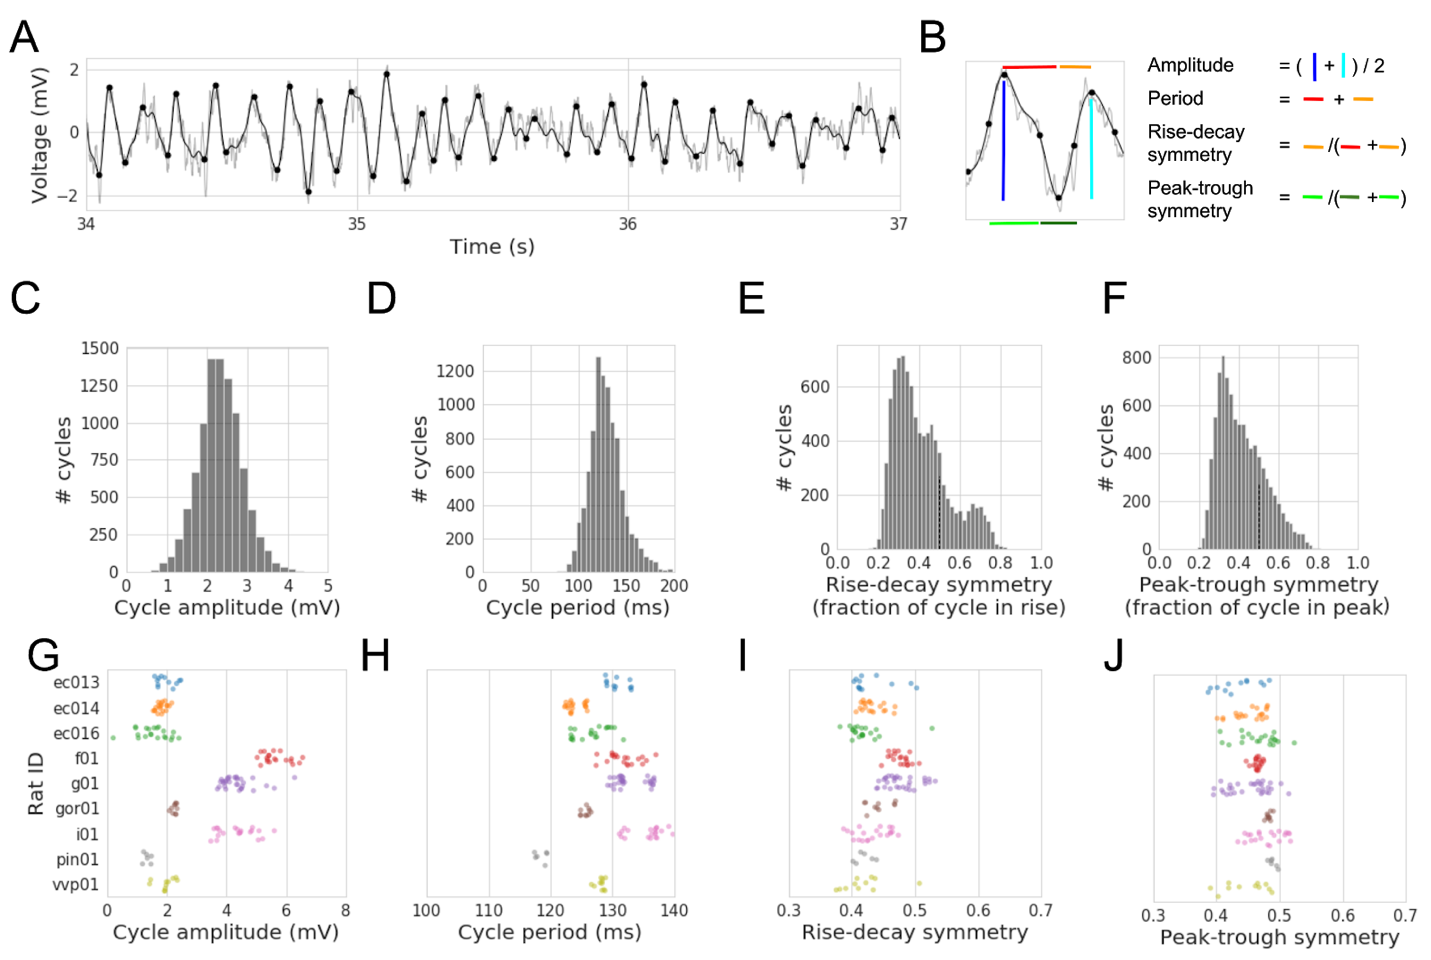 A
B
Voltage (mV)
2
0
−2
34
35
36
37
Time (s)
Amplitude = ( + ) / 2
Period = +
Rise-decay
symmetry = /( + )
Peak-trough
symmetry = /( + )
C
D
E
F
# cycles
1500
1250
1000
750
500
250
0
0 1 2 3 4 5
Cycle amplitude (mV)
# cycles
1200
1000
800
600
400
200
0
0 50 100 150 200
Cycle period (ms)
# cycles
600
400
200
0
0.0 0.2 0.4 0.6 0.8 1.0
Rise-decay symmetry
(fraction of cycle in rise)
# cycles
800
600
400
200
0
0.0 0.2 0.4 0.6 0.8 1.0
Peak-trough symmetry
(fraction of cycle in peak)
G
H
I
J
Rat ID
ec013
ec014
ec016
f01
g01
gor01
i01
pin01
vvp01
0 2 4 6 8
Cycle amplitude (mV)
100 110 120 130 140
Cycle period (ms)
0.3 0.4 0.5 0.6 0.7
Rise-decay symmetry
0.3 0.4 0.5 0.6 0.7
Peak-trough symmetry